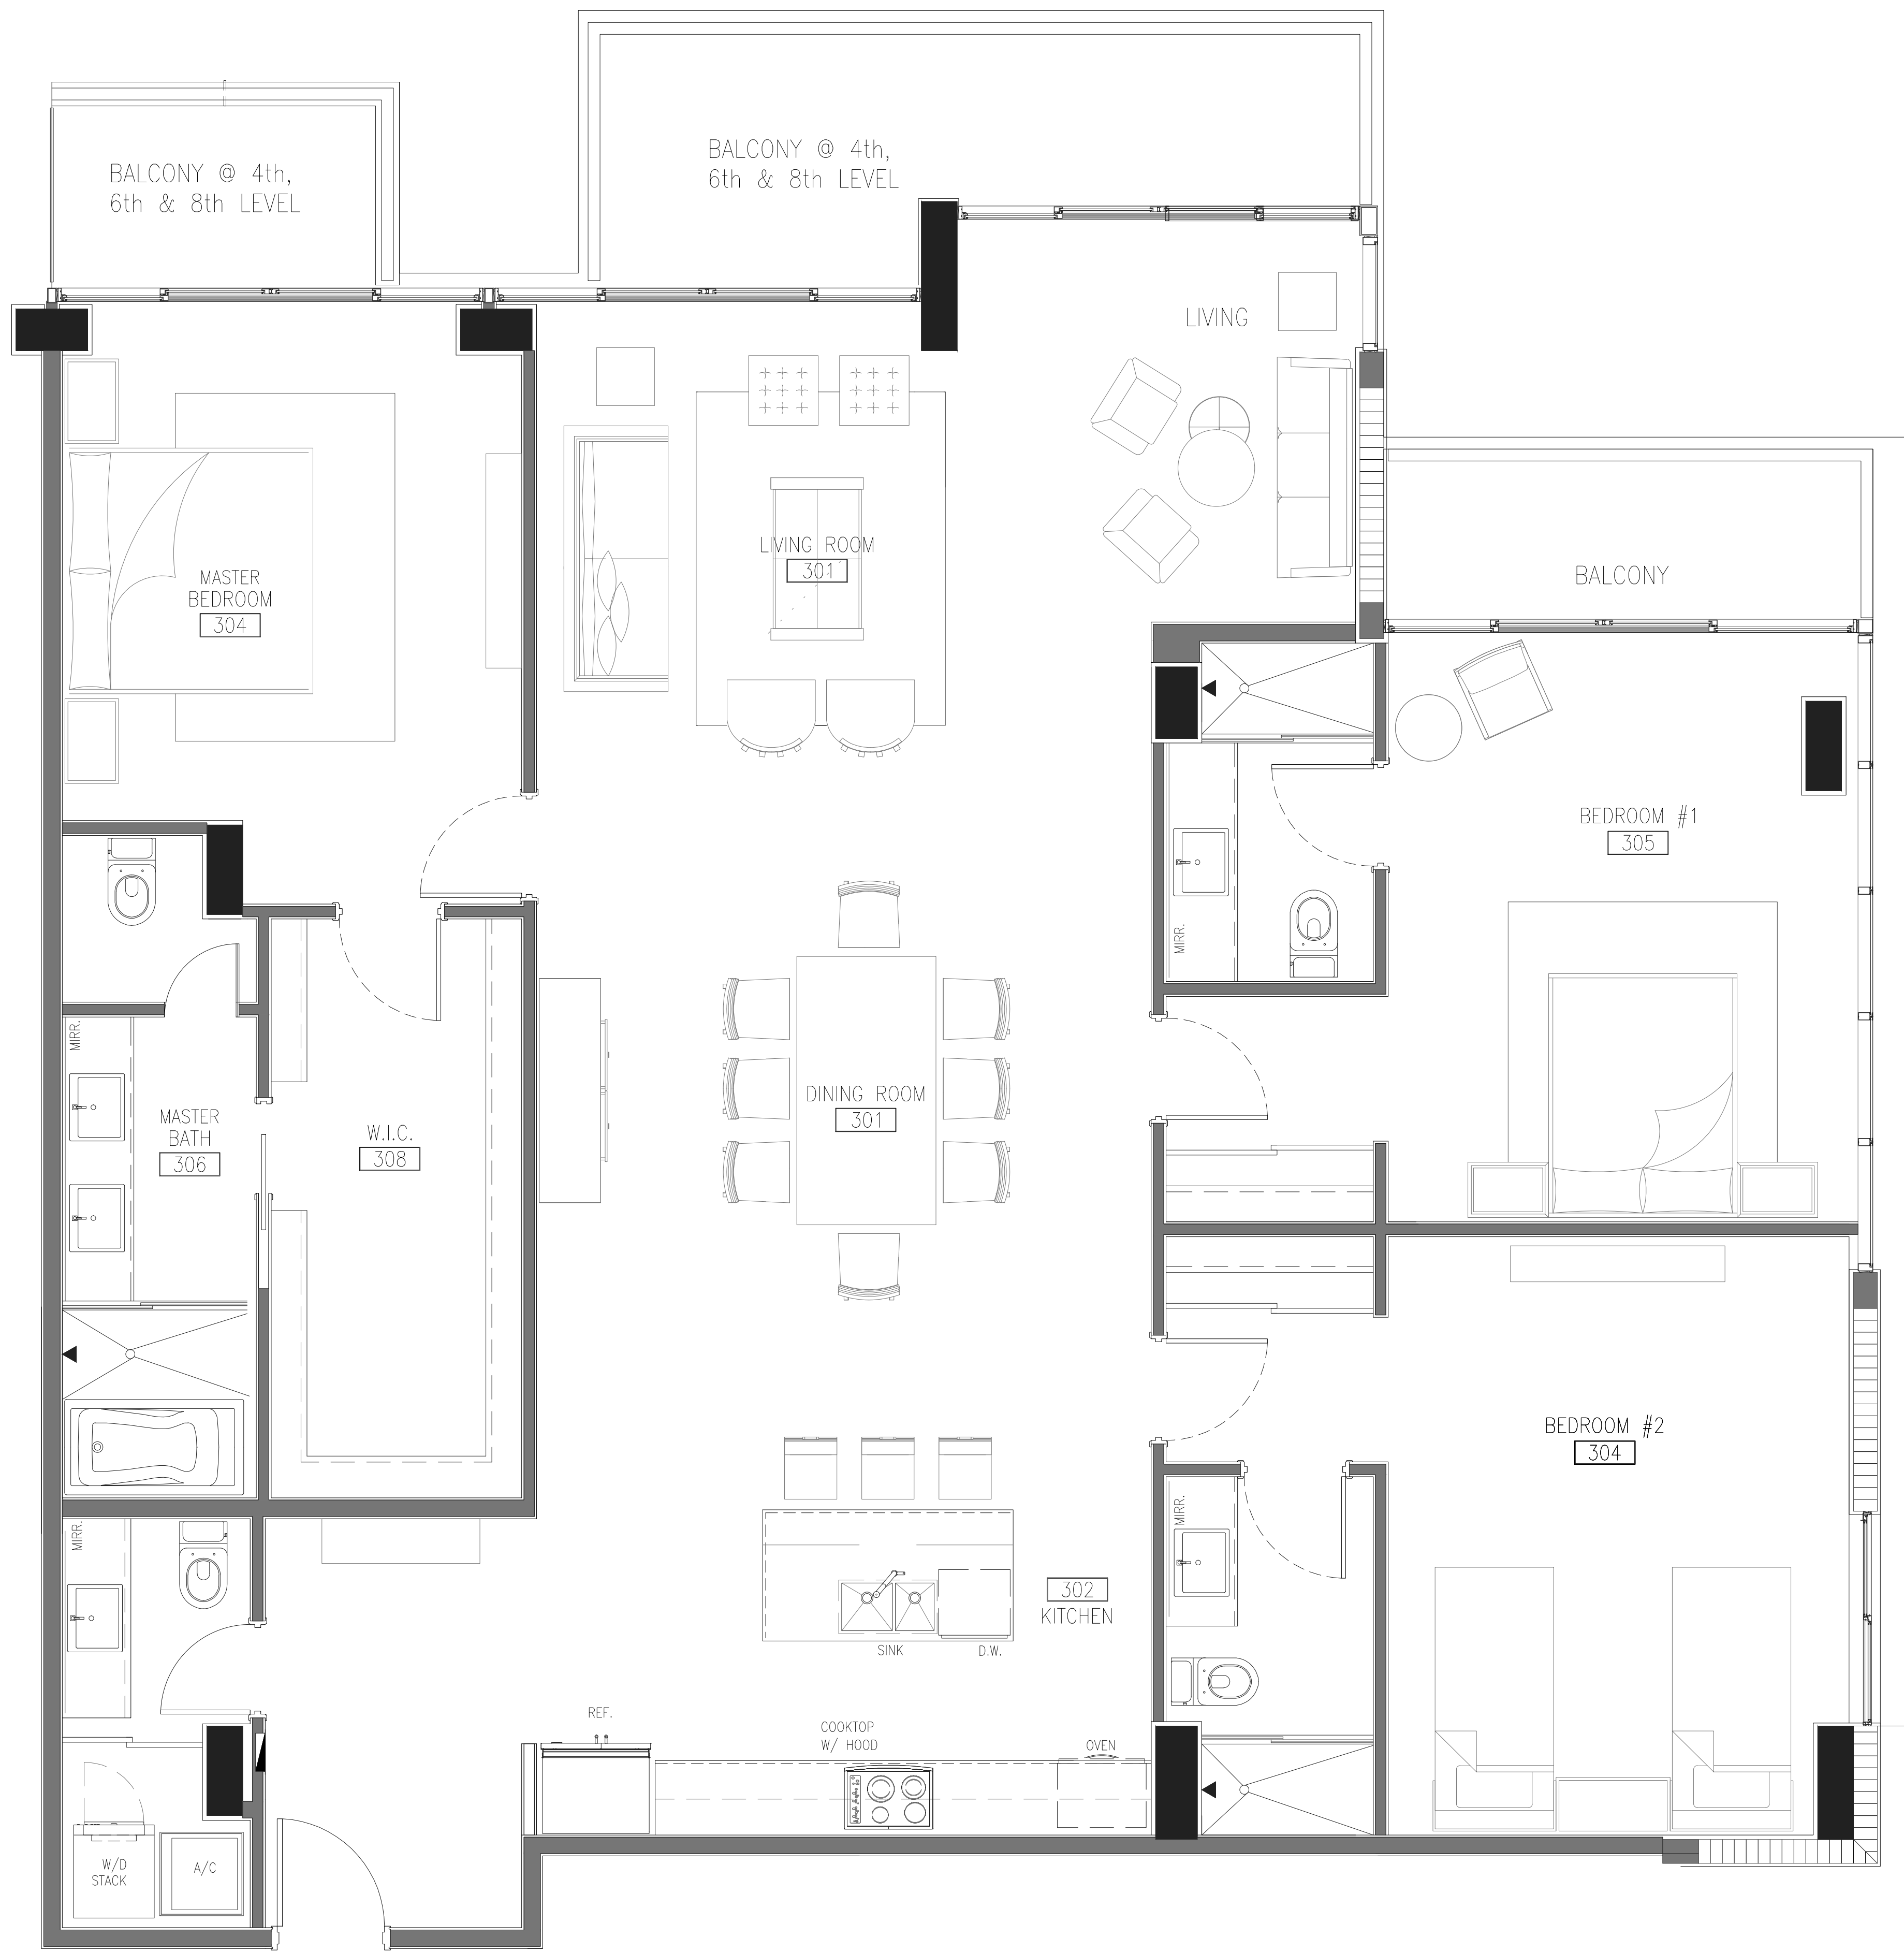 BALCONY @ 4th,
6th & 8th LEVEL
BALCONY @ 4th,
6th & 8th LEVEL
LIVING
LIVING ROOM
301
MASTER
BEDROOM
304
BALCONY
BEDROOM #1
305
MIRR.
MIRR.
MASTER
BATH
306
W.I.C.
308
DINING ROOM
301
BEDROOM #2
304
MIRR.
MIRR.
302
KITCHEN
SINK
D.W.
REF.
COOKTOP
W/ HOOD
OVEN
W/D
STACK
A/C